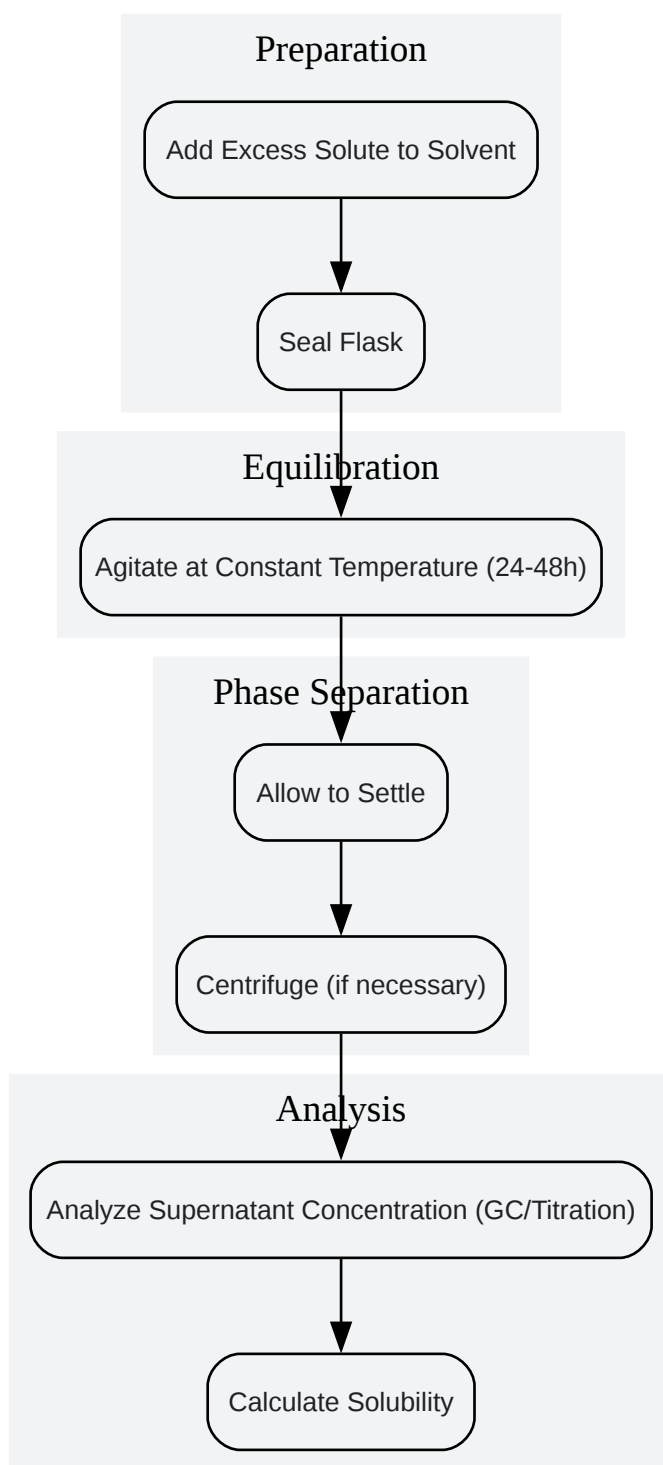 Preparation
Add Excess Solute to Solvent
Seal Flask
Equilibration
Agitate at Constant Temperature (24-48h)
Phase Separation
Allow to Settle
Centrifuge (if necessary)
Analysis
Analyze Supernatant Concentration (GC/Titration)
Calculate Solubility